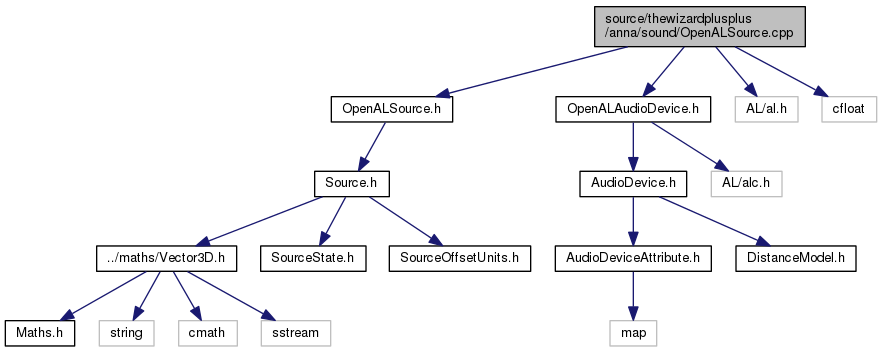 source/thewizardplusplus
/anna/sound/OpenALSource.cpp
OpenALSource.h
OpenALAudioDevice.h
AL/al.h
cfloat
Source.h
AudioDevice.h
AL/alc.h
../maths/Vector3D.h
SourceState.h
SourceOffsetUnits.h
AudioDeviceAttribute.h
DistanceModel.h
Maths.h
string
cmath
sstream
map